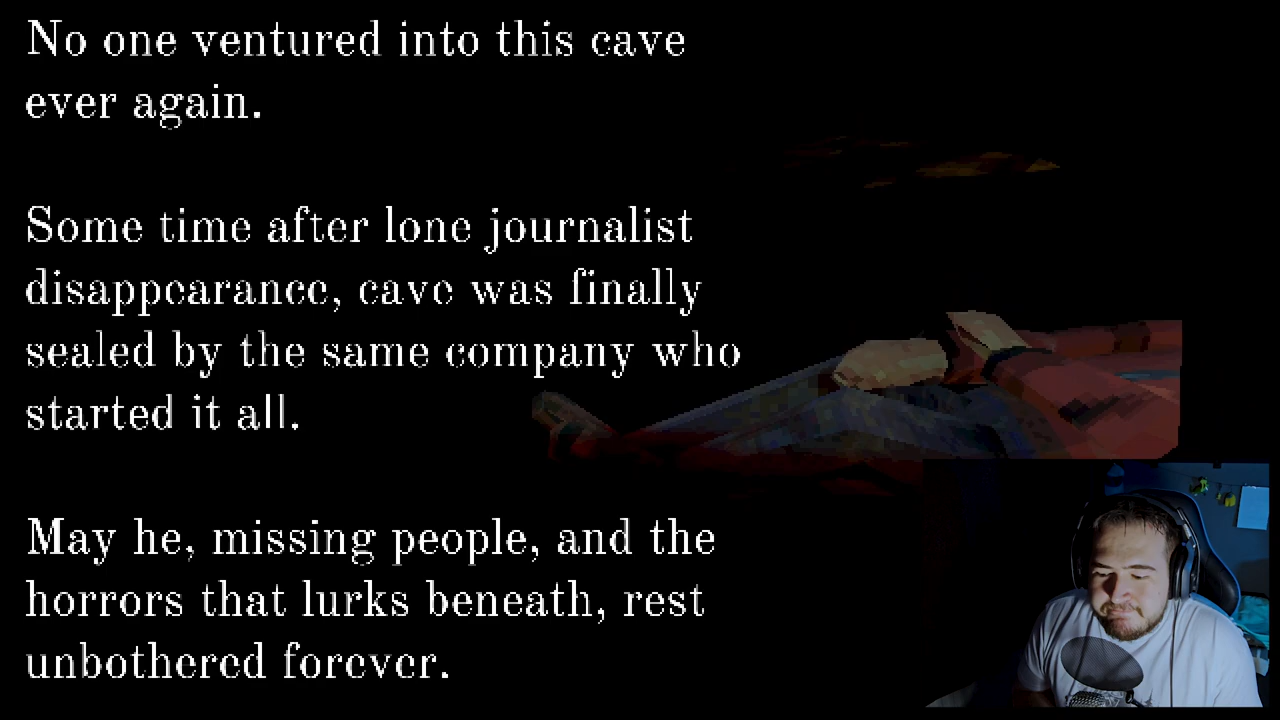 No one ventured into this cave
ever again.
Some time after lone journalist
disappearance, cave was finally
sealed by the same company who
started it all.
May he, missing people, and the
horrors that lurks beneath, rest
unbothered forever.